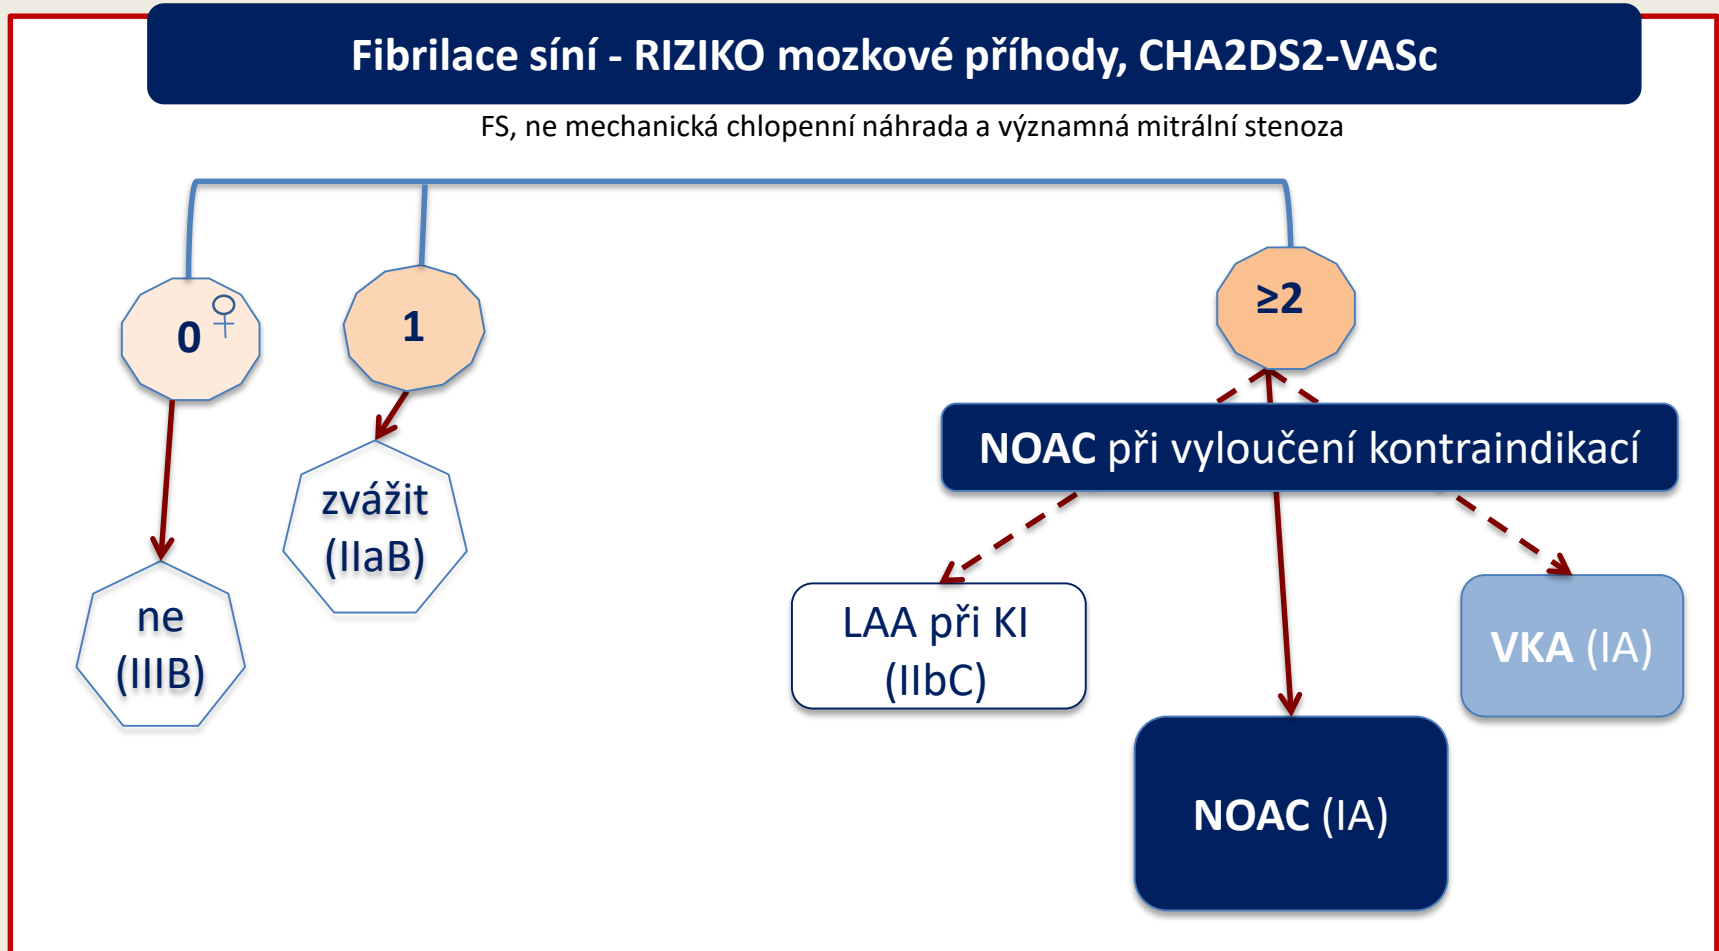 Fibrilace síní - RIZIKO mozkové příhody, CHA2DS2-VASc
FS, ne mechanická chlopenní náhrada a významná mitrální stenoza
0 ♀
1
≥2
zvážit
(IIaB)
ne
(IIIB)
NOAC při vyloučení kontraindikací
LAA při KI
(IIbC)
VKA (IA)
NOAC (IA)